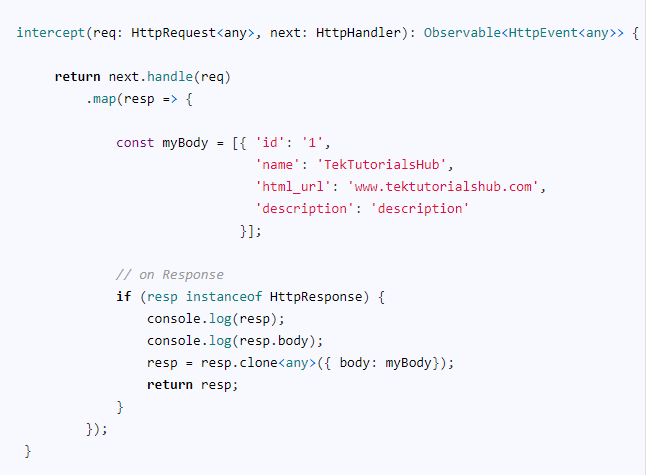 intercept(req: HttpRequest<any>, next: HttpHandler): Observable<HttpEvent<any>> {
return next.handle(req)
.map(resp => {
const myBody = [{ 'id': '1',
'name': 'TekTutorialsHub',
'html_url': 'www.tektutorialshub.com',
'description': 'description'
}];
// on Response
if (resp instanceof HttpResponse) {
console.log(resp);
console.log(resp.body);
resp = resp.clone<any>({ body: myBody});
return resp;
}
});
}